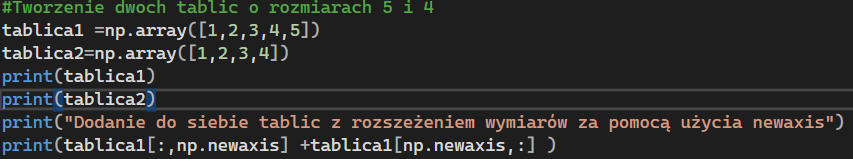 #Tworzenie dwoch tablic o rozmiarach 5 i 4
tablica1 =np.array([1,2,3,4,5])
tablica2=np.array([1,2,3,4])
print(tablica1)
print(tablica2)
print("Dodanie do siebie tablic z rozszeżeniem wymiarów za pomocą użycia newaxis")
print(tablica1[:,np.newaxis] +tablica1[np.newaxis,:] )